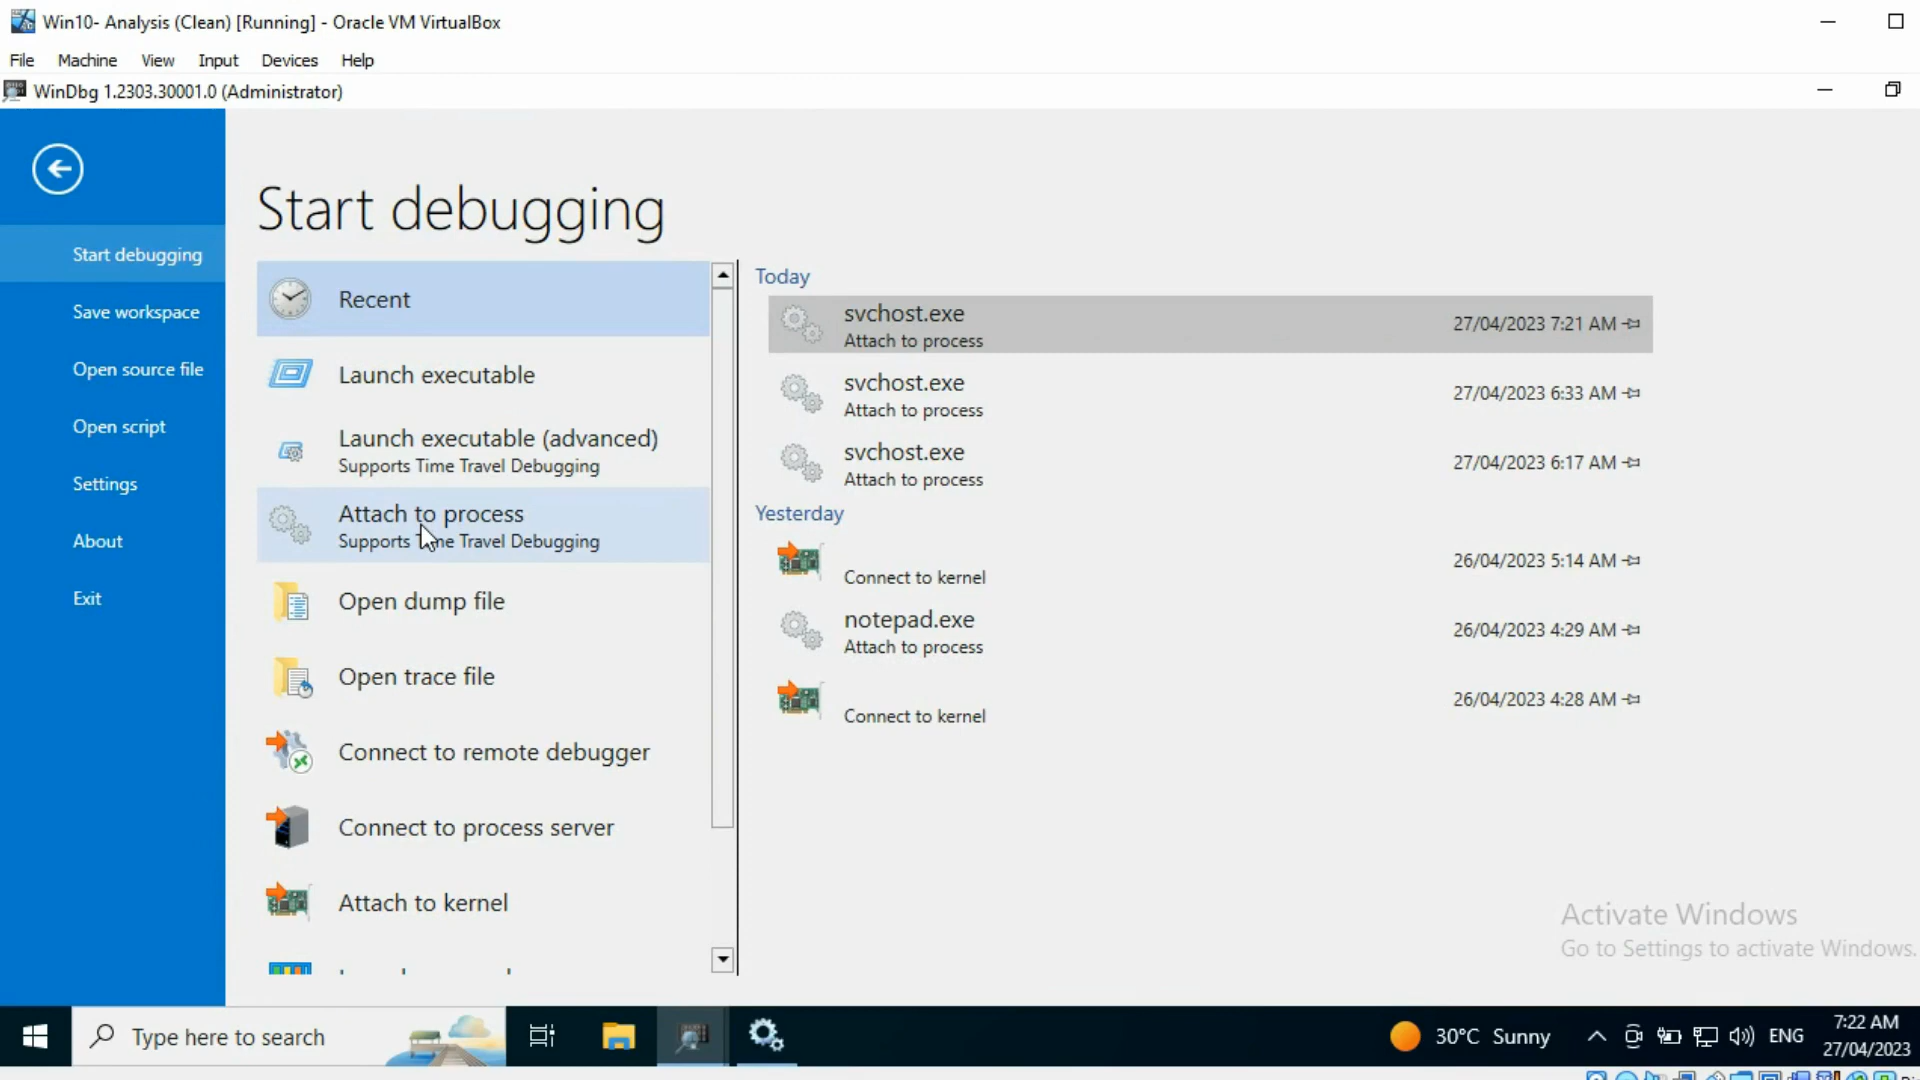 Win10- Analysis (Clean) [Running] - Oracle VM VirtualBox
File Machine View Input Devices Help
WinDbg 1.2303.30001.0 (Administrator)
Start debugging
Save workspace
Open source file
Open script
Settings
About
Exit
Start debugging
Recent
Launch executable
Launch executable (advanced)
Supports Time Travel Debugging
Attach to process
Supports Time Travel Debugging
Open dump file
Open trace file
Connect to remote debugger
Connect to process server
Attach to kernel
Today
svchost.exe
Attach to process
27/04/2023 7:21 AM
svchost.exe
Attach to process
27/04/2023 6:33 AM
svchost.exe
Attach to process
27/04/2023 6:17 AM
Yesterday
Connect to kernel
26/04/2023 5:14 AM
notepad.exe
Attach to process
26/04/2023 4:29 AM
Connect to kernel
26/04/2023 4:28 AM
Activate Windows
Go to Settings to activate Windows.
Type here to search
30°C Sunny
ENG
7:22 AM
27/04/2023